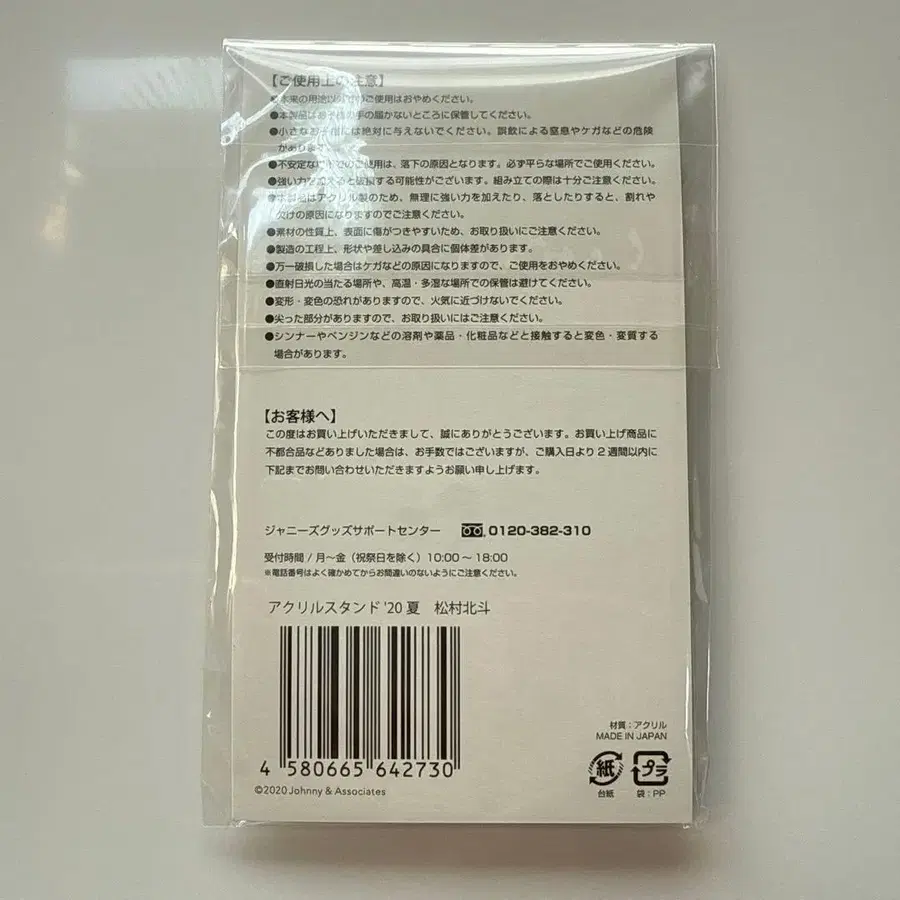 【ご使用上の注意】
●本来の用途以外でのご使用はおやめください。
●本製品はお子様の手の届かないところに保管してください。
●小さなお子様には絶対に与えないでください。誤飲による窒息やケガなどの危険
があります。
●不安定な場所でのご使用は、落下の原因となります。必ず平らな場所でご使用ください。
●強い力を加えると破損する可能性がございます。組み立ての際は十分ご注意ください。
●本製品はアクリル製のため、無理に強い力を加えたり、落としたりすると、割れや
欠けの原因になりますのでご注意ください。
●素材の性質上、表面に傷がつきやすいため、お取り扱いにご注意ください。
●製造の工程上、形状や差し込みの具合に個体差があります。
●万一破損した場合はケガなどの原因になりますので、ご使用をおやめください。
●直射日光の当たる場所や、高温・多湿な場所での保管は避けてください。
●変形・変色の恐れがありますので、火気に近づけないでください。
●尖った部分がありますので、お取り扱いにはご注意ください。
●シンナーやベンジンなどの溶剤や薬品・化粧品などと接触すると変色・変質する
場合があります。
【お客様へ】
この度はお買い上げいただきまして、誠にありがとうございます。お買い上げ商品に
不都合品などありました場合は、お手数ではございますが、ご購入日より2週間以内に
下記までお問い合わせいただきますようお願い申し上げます。
ジャニーズグッズサポートセンター 0120-382-310
受付時間 / 月～金（祝祭日を除く）10:00～18:00
※電話番号はよく確かめてからお間違いのないようにご注意ください。
アクリルスタンド '20 夏 松村北斗
4 580665 642730
©2020 Johnny & Associates
材質：アクリル
MADE IN JAPAN
紙 プラ
台紙 袋：PP